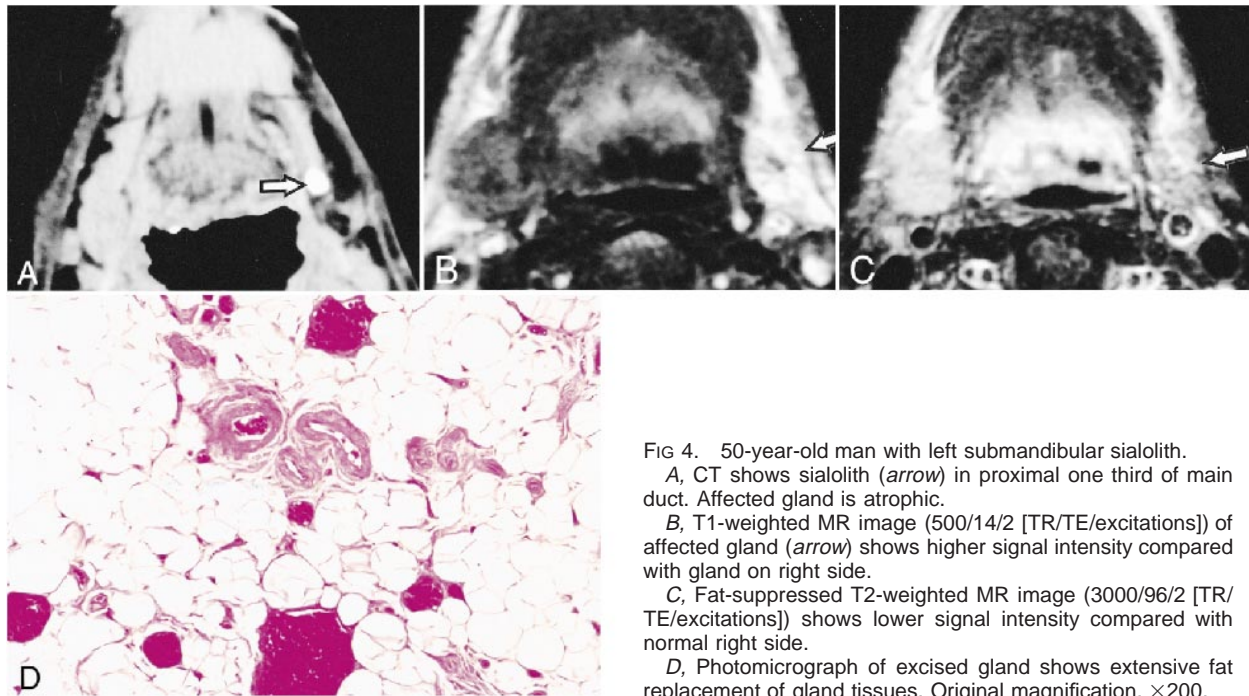 A
B
C
D
FIG 4. 50-year-old man with left submandibular sialolith.
A, CT shows sialolith (arrow) in proximal one third of main
duct. Affected gland is atrophic.
B, T1-weighted MR image (500/14/2 [TR/TE/excitations]) of
affected gland (arrow) shows higher signal intensity compared
with gland on right side.
C, Fat-suppressed T2-weighted MR image (3000/96/2 [TR/
TE/excitations]) shows lower signal intensity compared with
normal right side.
D, Photomicrograph of excised gland shows extensive fat
replacement of gland tissues. Original magnification, ×200.